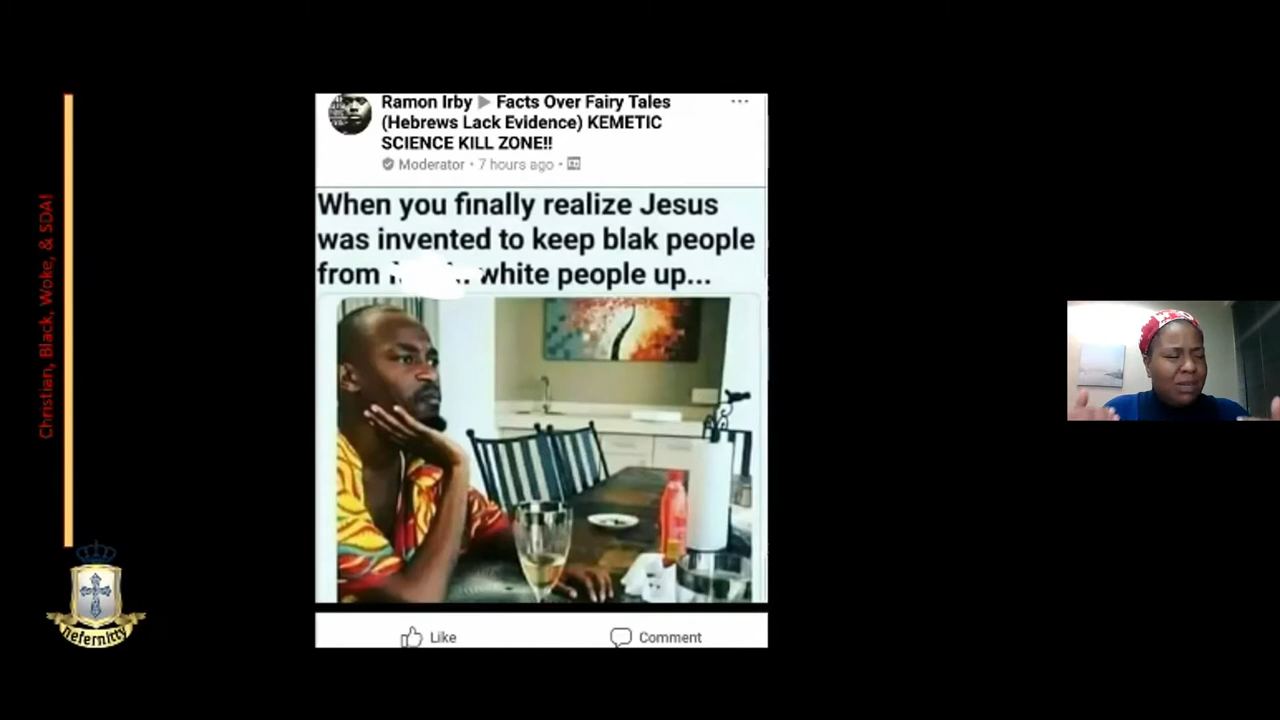 Christian, Black, Woke, & SDA!
Ramon Irby ▶ Facts Over Fairy Tales
(Hebrews Lack Evidence) KEMETIC
SCIENCE KILL ZONE!!
Moderator • 7 hours ago •
When you finally realize Jesus
was invented to keep blak people
from white people up...
Like
Comment
nefernitty